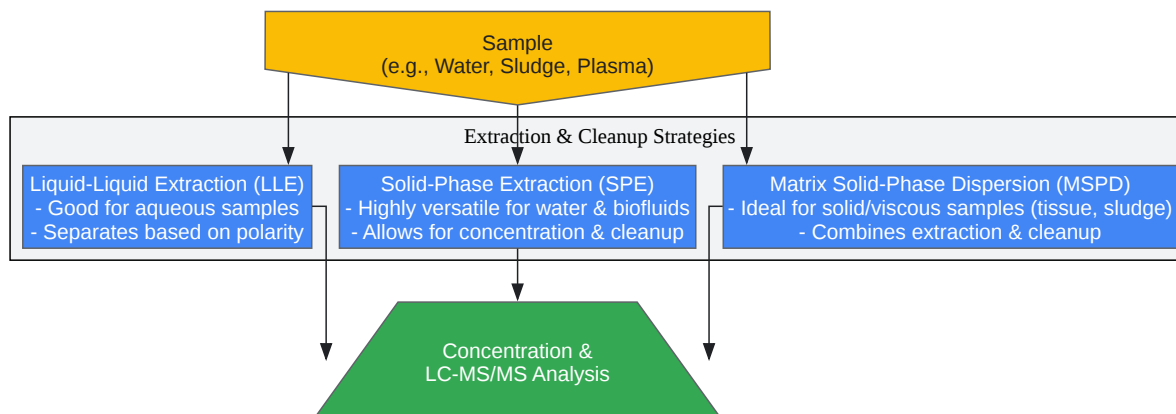 Sample
(e.g., Water, Sludge, Plasma)
Extraction & Cleanup Strategies
Liquid-Liquid Extraction (LLE)
- Good for aqueous samples
- Separates based on polarity
Solid-Phase Extraction (SPE)
- Highly versatile for water & biofluids
- Allows for concentration & cleanup
Matrix Solid-Phase Dispersion (MSPD)
- Ideal for solid/viscous samples (tissue, sludge)
- Combines extraction & cleanup
Concentration &
LC-MS/MS Analysis